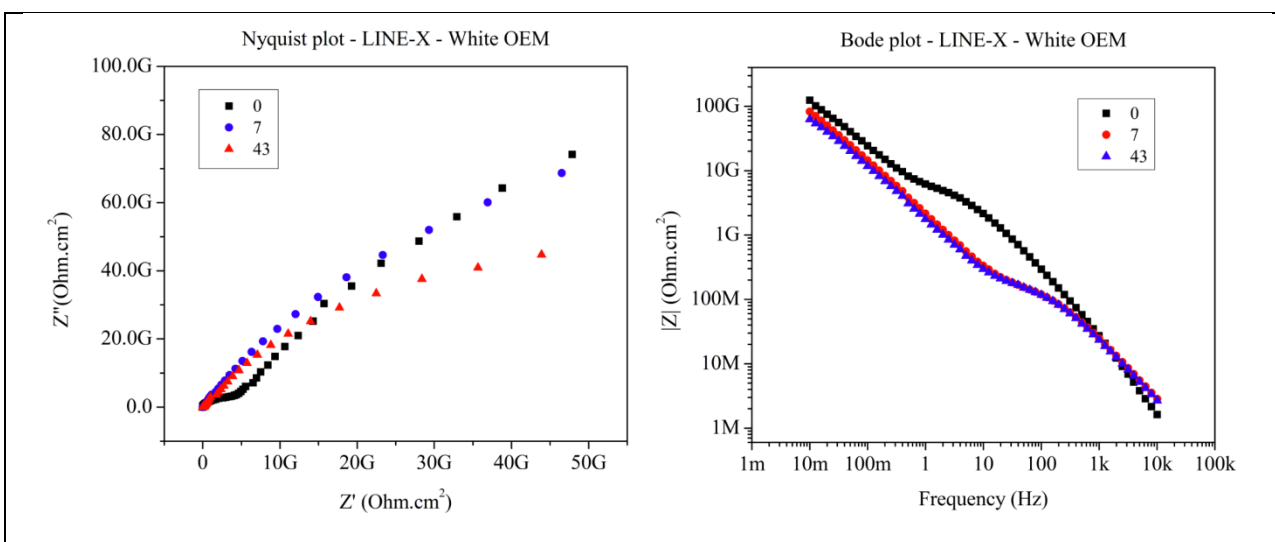 Nyquist plot - LINE-X - White OEM
100.0G
80.0G
60.0G
40.0G
20.0G
0.0
0
7
43
Z"(Ohm.cm²)
0 10G 20G 30G 40G 50G
Z' (Ohm.cm²)
Bode plot - LINE-X - White OEM
100G
10G
1G
100M
10M
1M
0
7
43
|Z| (Ohm.cm²)
1m 10m 100m 1 10 100 1k 10k 100k
Frequency (Hz)